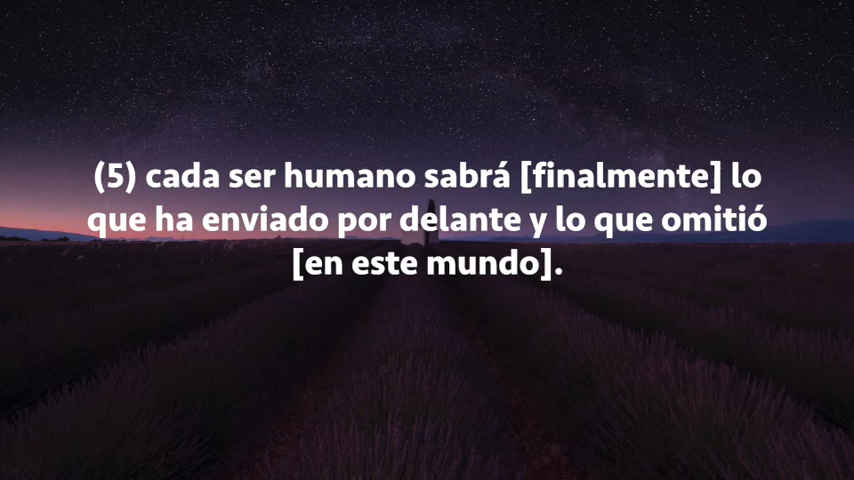 (5) cada ser humano sabrá [finalmente] lo
que ha enviado por delante y lo que omitió
[en este mundo].